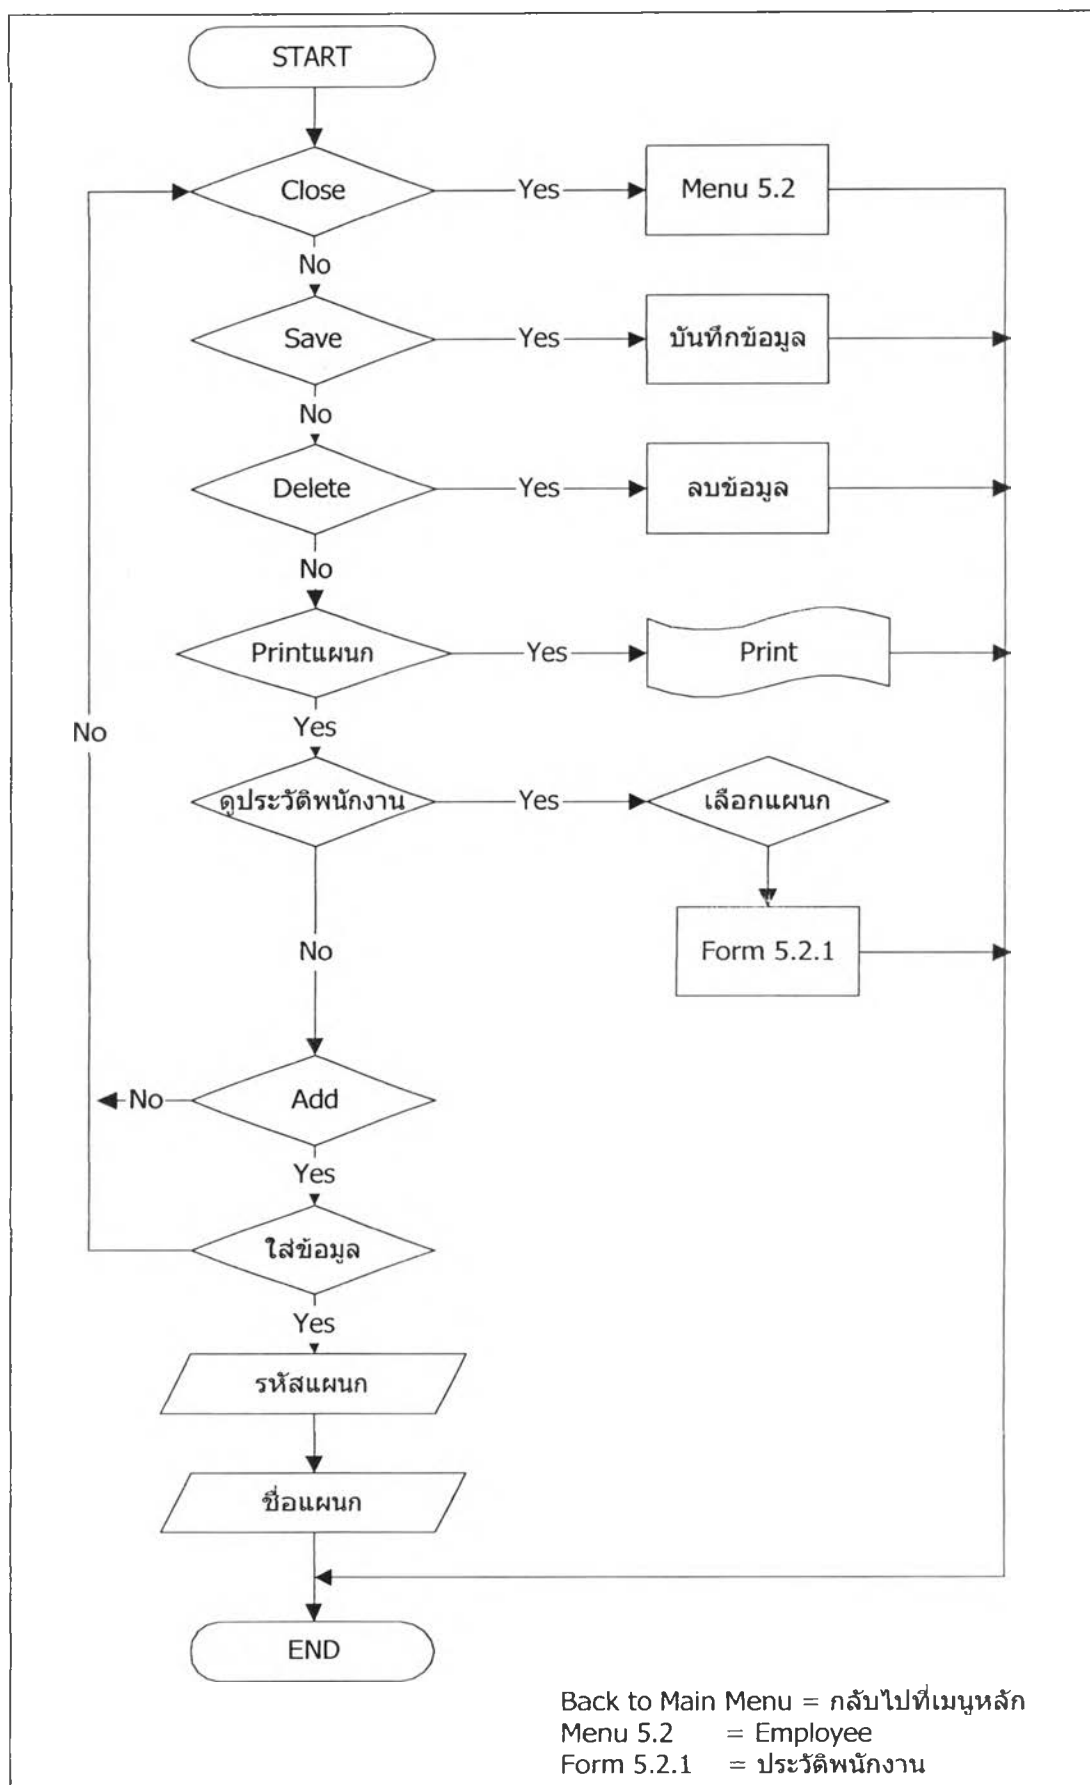 START
Close
Yes
Menu 5.2
No
Save
Yes
บันทึกข้อมูล
No
Delete
Yes
ลบข้อมูล
No
Printแผนก
Yes
Print
Yes
No
ดูประวัติพนักงาน
Yes
เลือกแผนก
No
Form 5.2.1
No
Add
Yes
ใส่ข้อมูล
Yes
รหัสแผนก
ชื่อแผนก
END
Back to Main Menu = กลับไปที่เมนูหลัก
Menu 5.2 = Employee
Form 5.2.1 = ประวัติพนักงาน